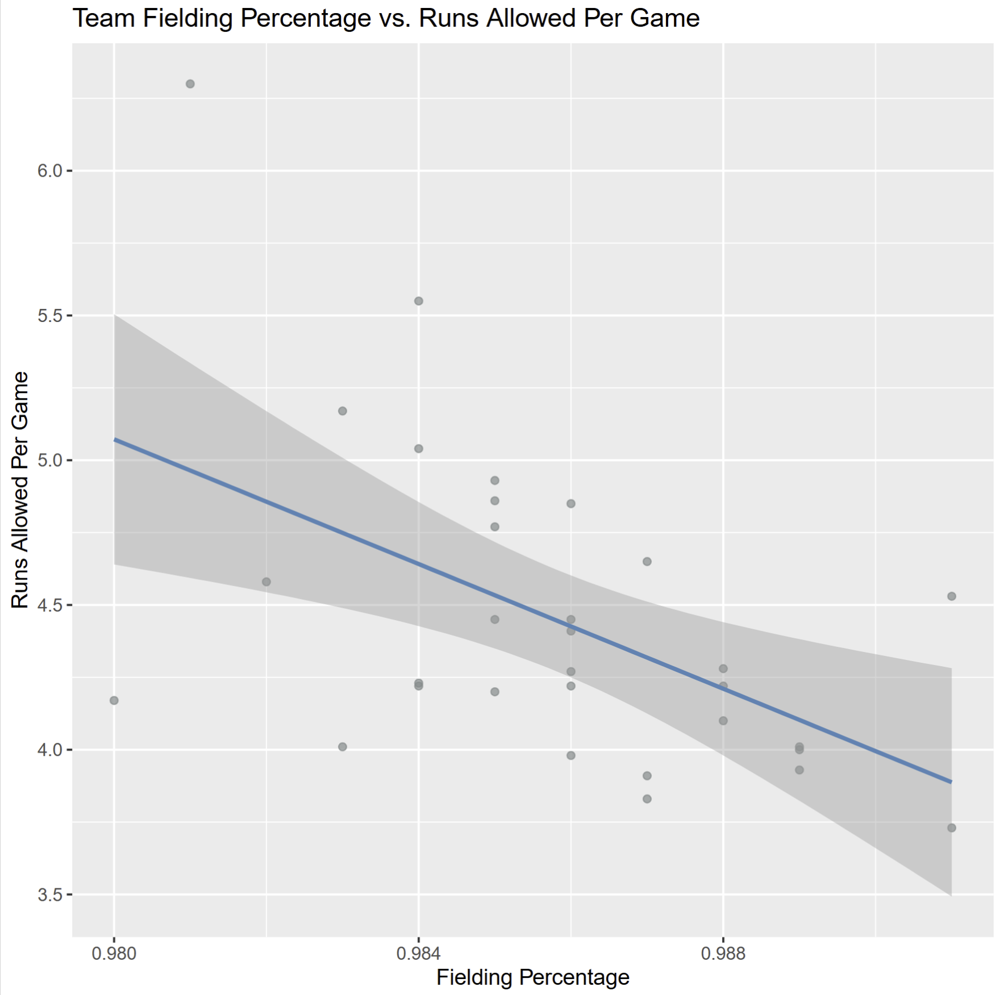 Team Fielding Percentage vs. Runs Allowed Per Game
Runs Allowed Per Game
6.0
5.5
5.0
4.5
4.0
3.5
0.980 0.984 0.988
Fielding Percentage